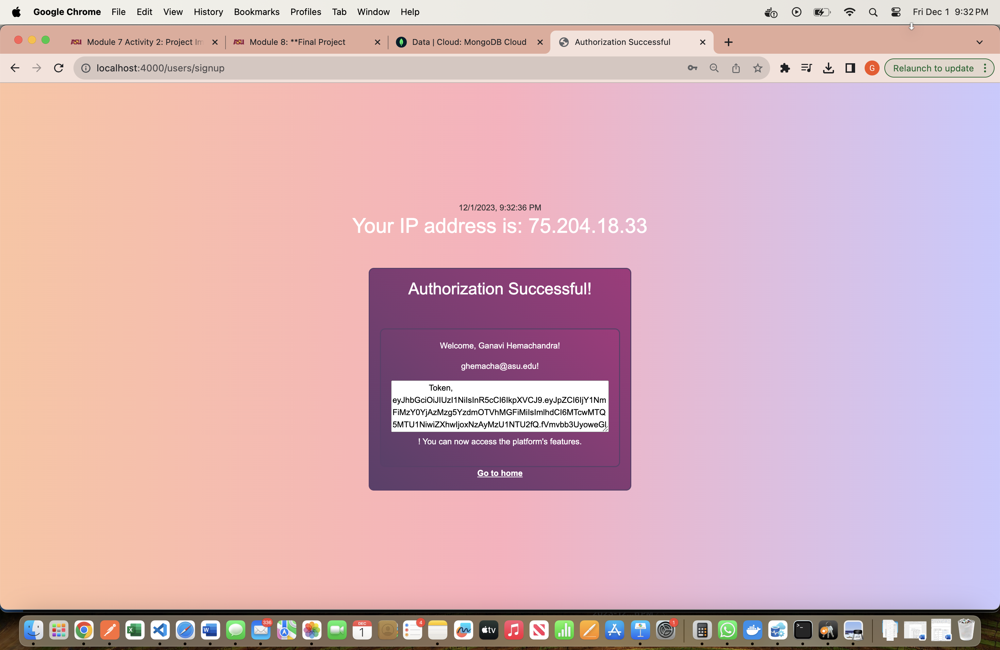 Google Chrome File Edit View History Bookmarks Profiles Tab Window Help Fri Dec 1 9:32 PM
ASU Module 7 Activity 2: Project Im ASU Module 8: **Final Project Data | Cloud: MongoDB Cloud Authorization Successful
localhost:4000/users/signup G Relaunch to update
12/1/2023, 9:32:36 PM
Your IP address is: 75.204.18.33
Authorization Successful!
Welcome, Ganavi Hemachandra!
ghemacha@asu.edu!
Token,
eyJhbGciOiJIUzI1NiIsInR5cCI6IkpXVCJ9.eyJpZCI6IjY1Nm
FiMzY0YjAzMzg5YzdmOTVhMGFiMiIsImlhdCI6MTcwMTQ
5MTU1NiwiZXhwIjoxNzAyMzU1NTU2fQ.fVmvbb3UyoweGl
! You can now access the platform's features.
Go to home
336 DEC 1 4 tv 1